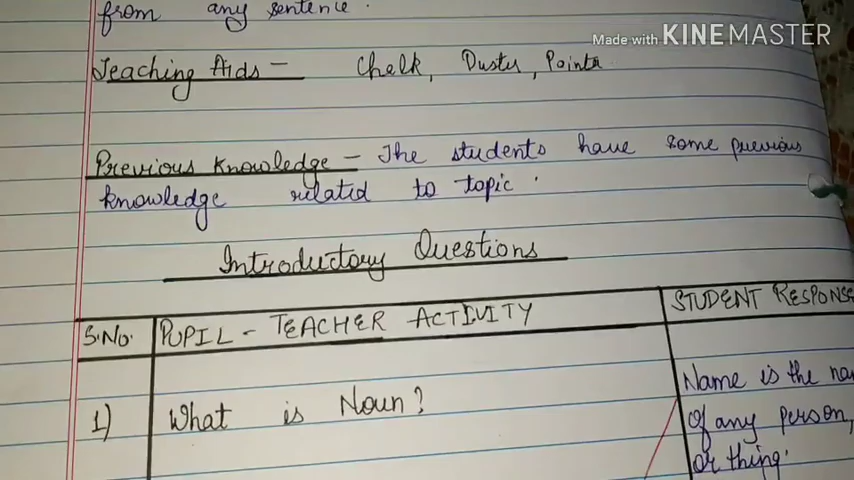 from any sentence.
Made with KINEMASTER
Teaching Aids - Chalk, Duster, Pointer
Previous Knowledge - The students have some previous
knowledge related to topic.
Introductory Questions
S.No. PUPIL - TEACHER ACTIVITY STUDENT RESPONSE
1) What is Noun? Name is the na
of any person,
or thing.